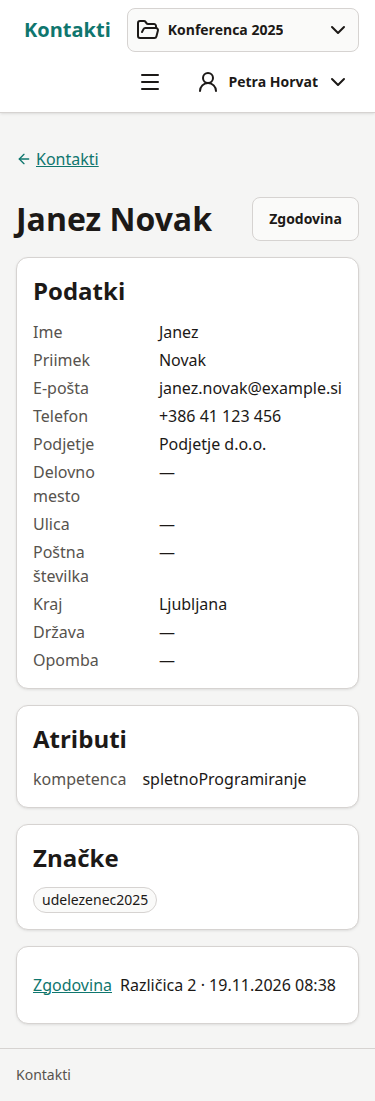 Kontakti
Konferenca 2025
Petra Horvat
← Kontakti
Janez Novak
Zgodovina
Podatki
Ime Janez
Priimek Novak
E-pošta janez.novak@example.si
Telefon +386 41 123 456
Podjetje Podjetje d.o.o.
Delovno —
mesto
Ulica —
Poštna —
številka
Kraj Ljubljana
Država —
Opomba —
Atributi
kompetenca spletnoProgramiranje
Značke
udelezenec2025
Zgodovina Različica 2 · 19.11.2026 08:38
Kontakti